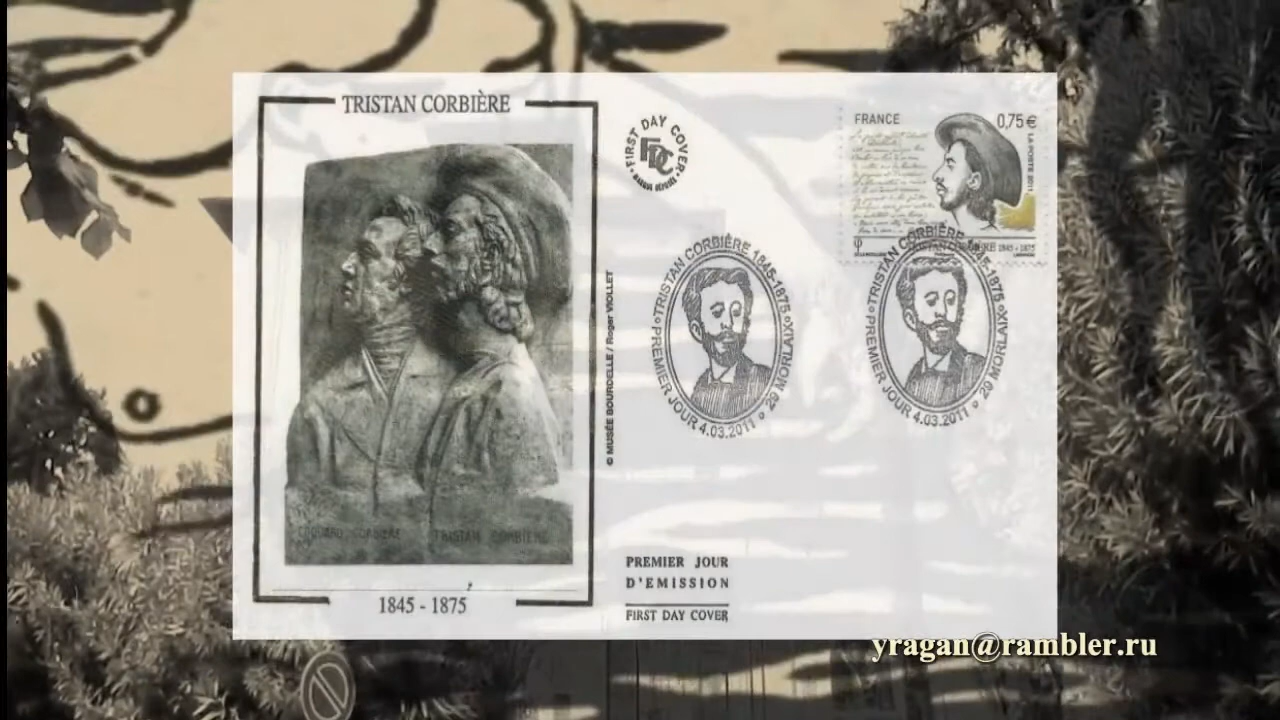 TRISTAN CORBIÈRE
EDOUARD CORBIERE TRISTAN CORBIERE
1845 - 1875
© MUSÉE BOURDELLE / Roger VIOLLET
FIRST DAY COVER
FDC
FRANCE 0,75 €
LA POSTE 2011
TRISTAN CORBIÈRE 1845-1875
TRISTAN CORBIÈRE 1845-1875
29 MORLAIX
PREMIER JOUR 4.03.2011
TRISTAN CORBIÈRE 1845-1875
29 MORLAIX
PREMIER JOUR 4.03.2011
PREMIER JOUR
D'EMISSION
FIRST DAY COVER
yragan@rambler.ru